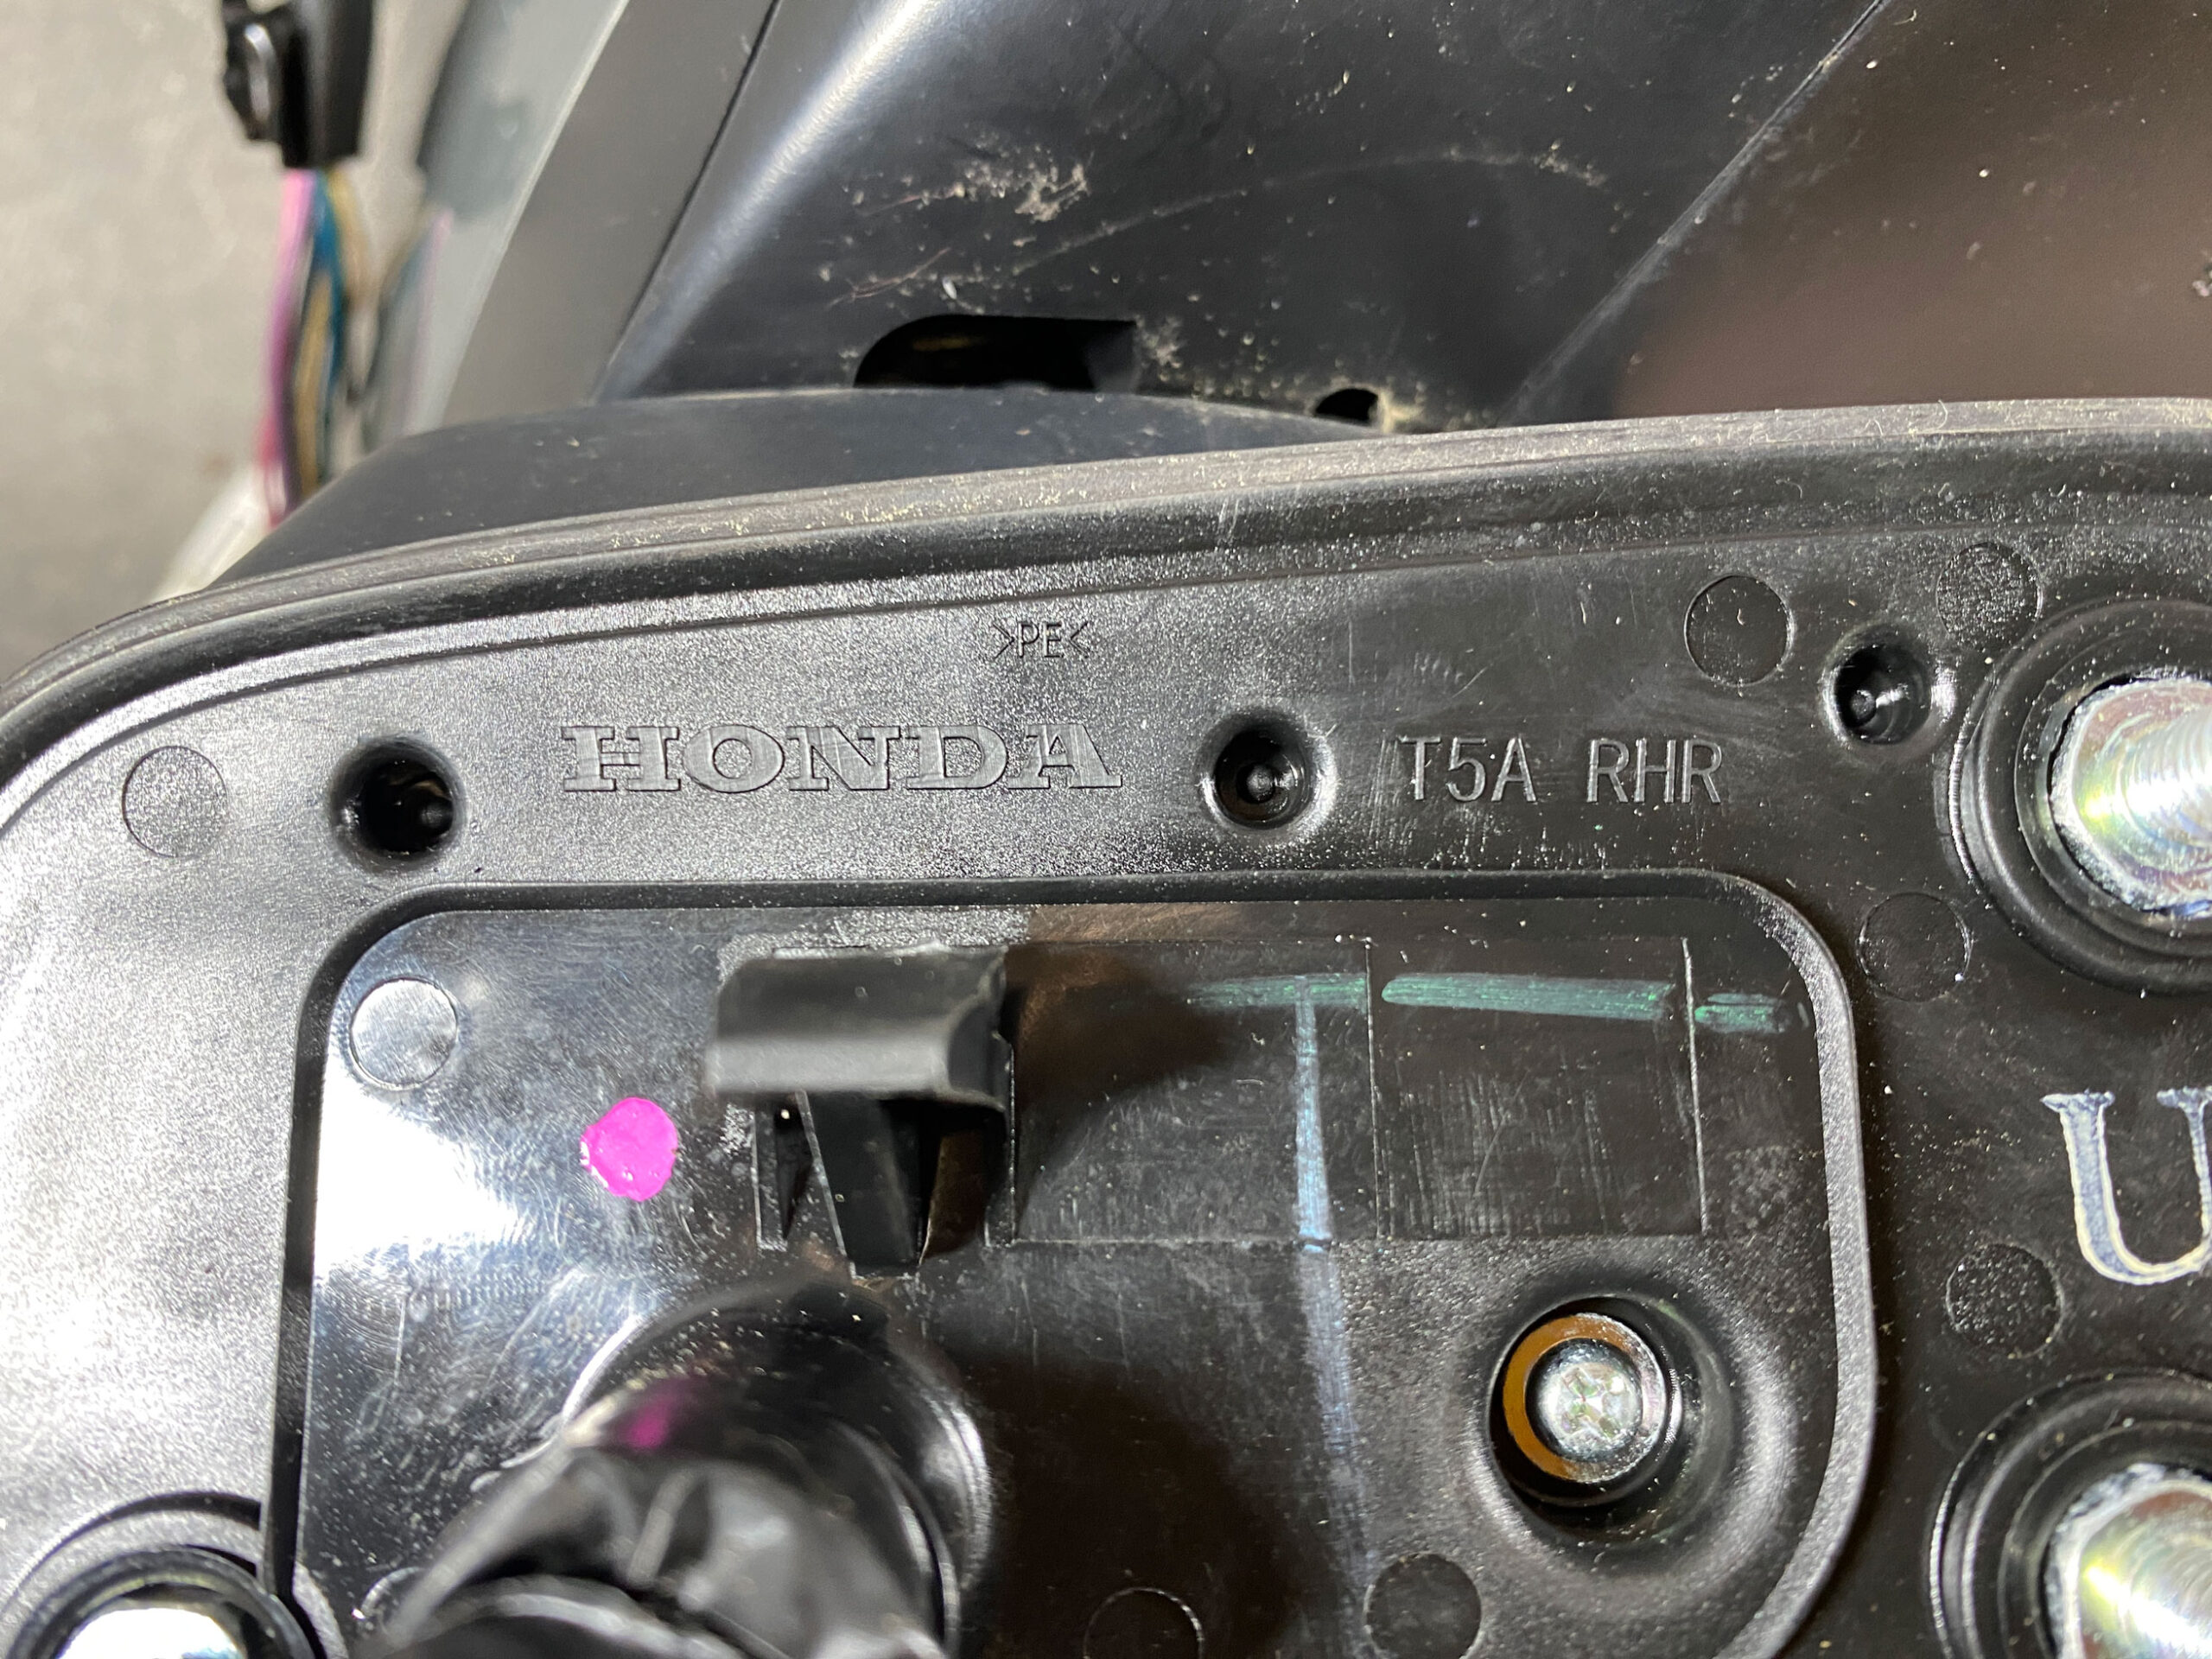 >PE<
HONDA
T5A RHR
U